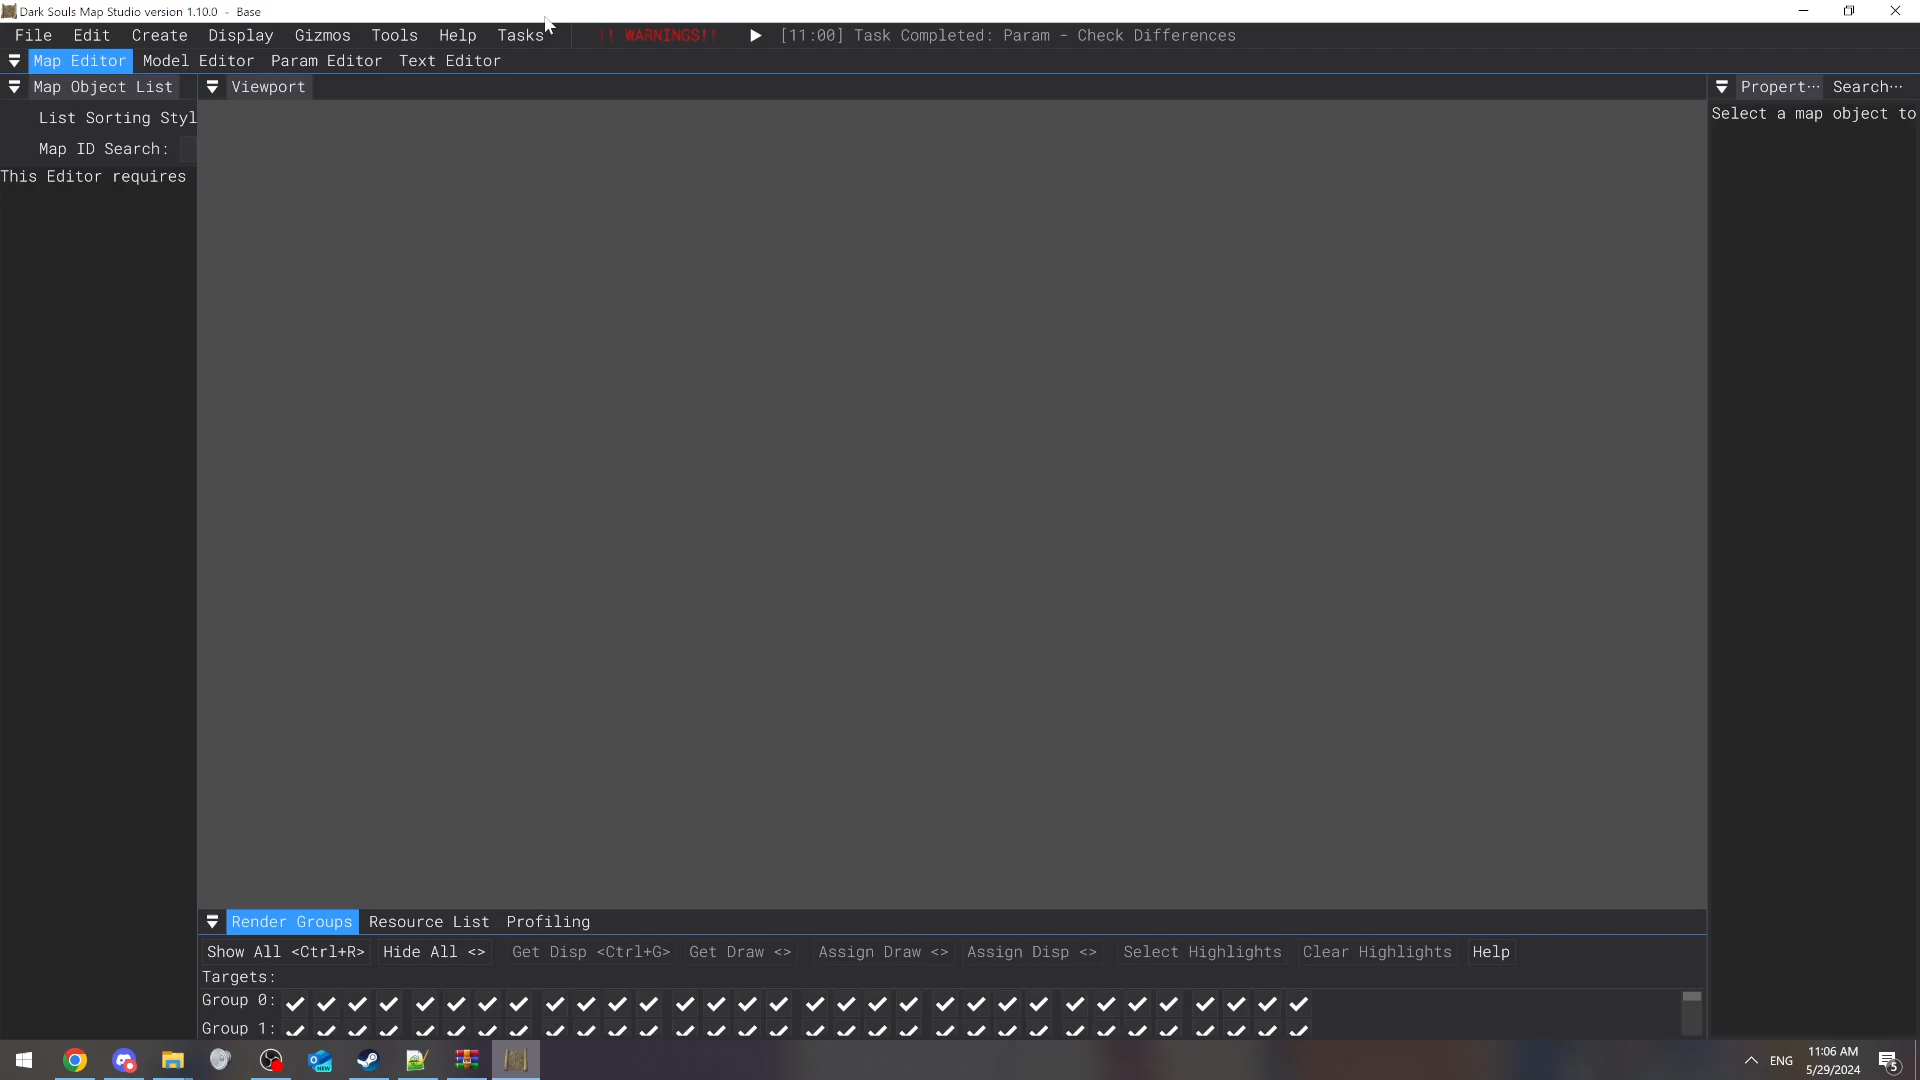 Dark Souls Map Studio version 1.10.0 - Base
File Edit Create Display Gizmos Tools Help Tasks !! WARNINGS!! [11:00] Task Completed: Param - Check Differences
Map Editor Model Editor Param Editor Text Editor
Map Object List Viewport Propert··· Search···
List Sorting Styl Select a map object to
Map ID Search:
This Editor requires
Render Groups Resource List Profiling
Show All <Ctrl+R> Hide All <> Get Disp <Ctrl+G> Get Draw <> Assign Draw <> Assign Disp <> Select Highlights Clear Highlights Help
Targets:
Group 0:
Group 1:
NEW ENG 11:06 AM
5/29/2024 5